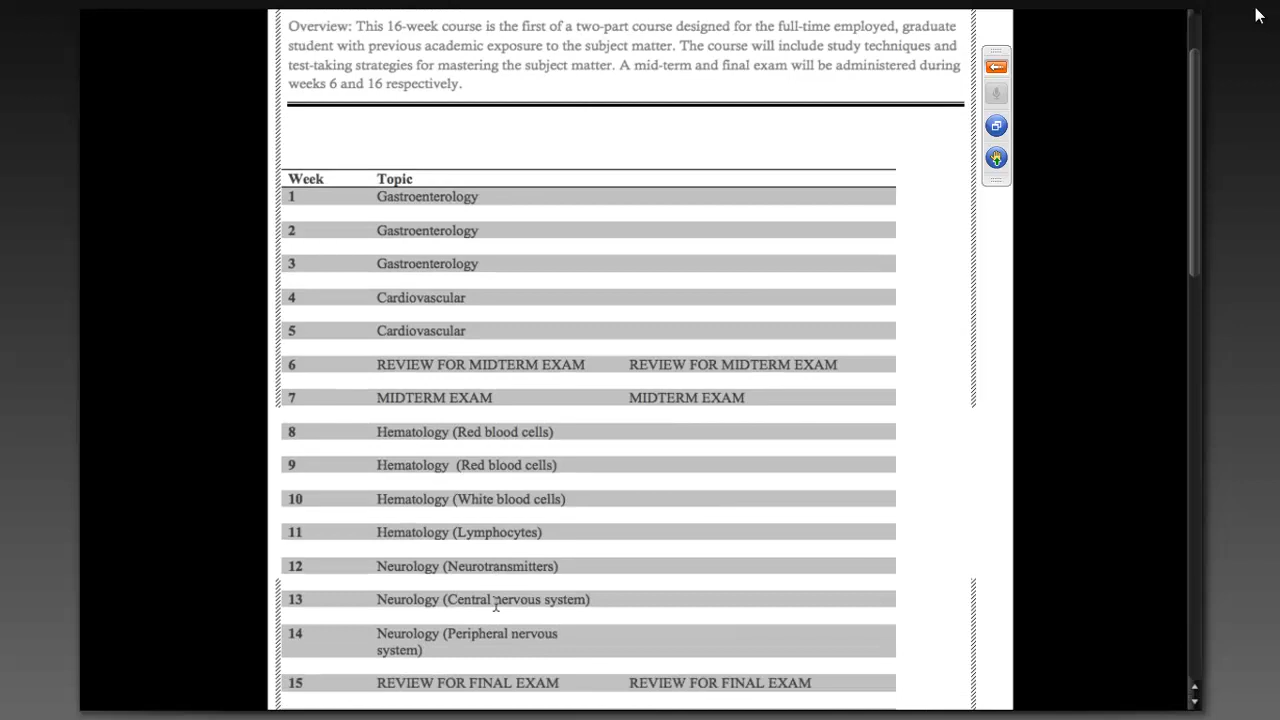 Overview: This 16-week course is the first of a two-part course designed for the full-time employed, graduate
student with previous academic exposure to the subject matter. The course will include study techniques and
test-taking strategies for mastering the subject matter. A mid-term and final exam will be administered during
weeks 6 and 16 respectively.
Week Topic
1 Gastroenterology
2 Gastroenterology
3 Gastroenterology
4 Cardiovascular
5 Cardiovascular
6 REVIEW FOR MIDTERM EXAM REVIEW FOR MIDTERM EXAM
7 MIDTERM EXAM MIDTERM EXAM
8 Hematology (Red blood cells)
9 Hematology (Red blood cells)
10 Hematology (White blood cells)
11 Hematology (Lymphocytes)
12 Neurology (Neurotransmitters)
13 Neurology (Central nervous system)
14 Neurology (Peripheral nervous
system)
15 REVIEW FOR FINAL EXAM REVIEW FOR FINAL EXAM